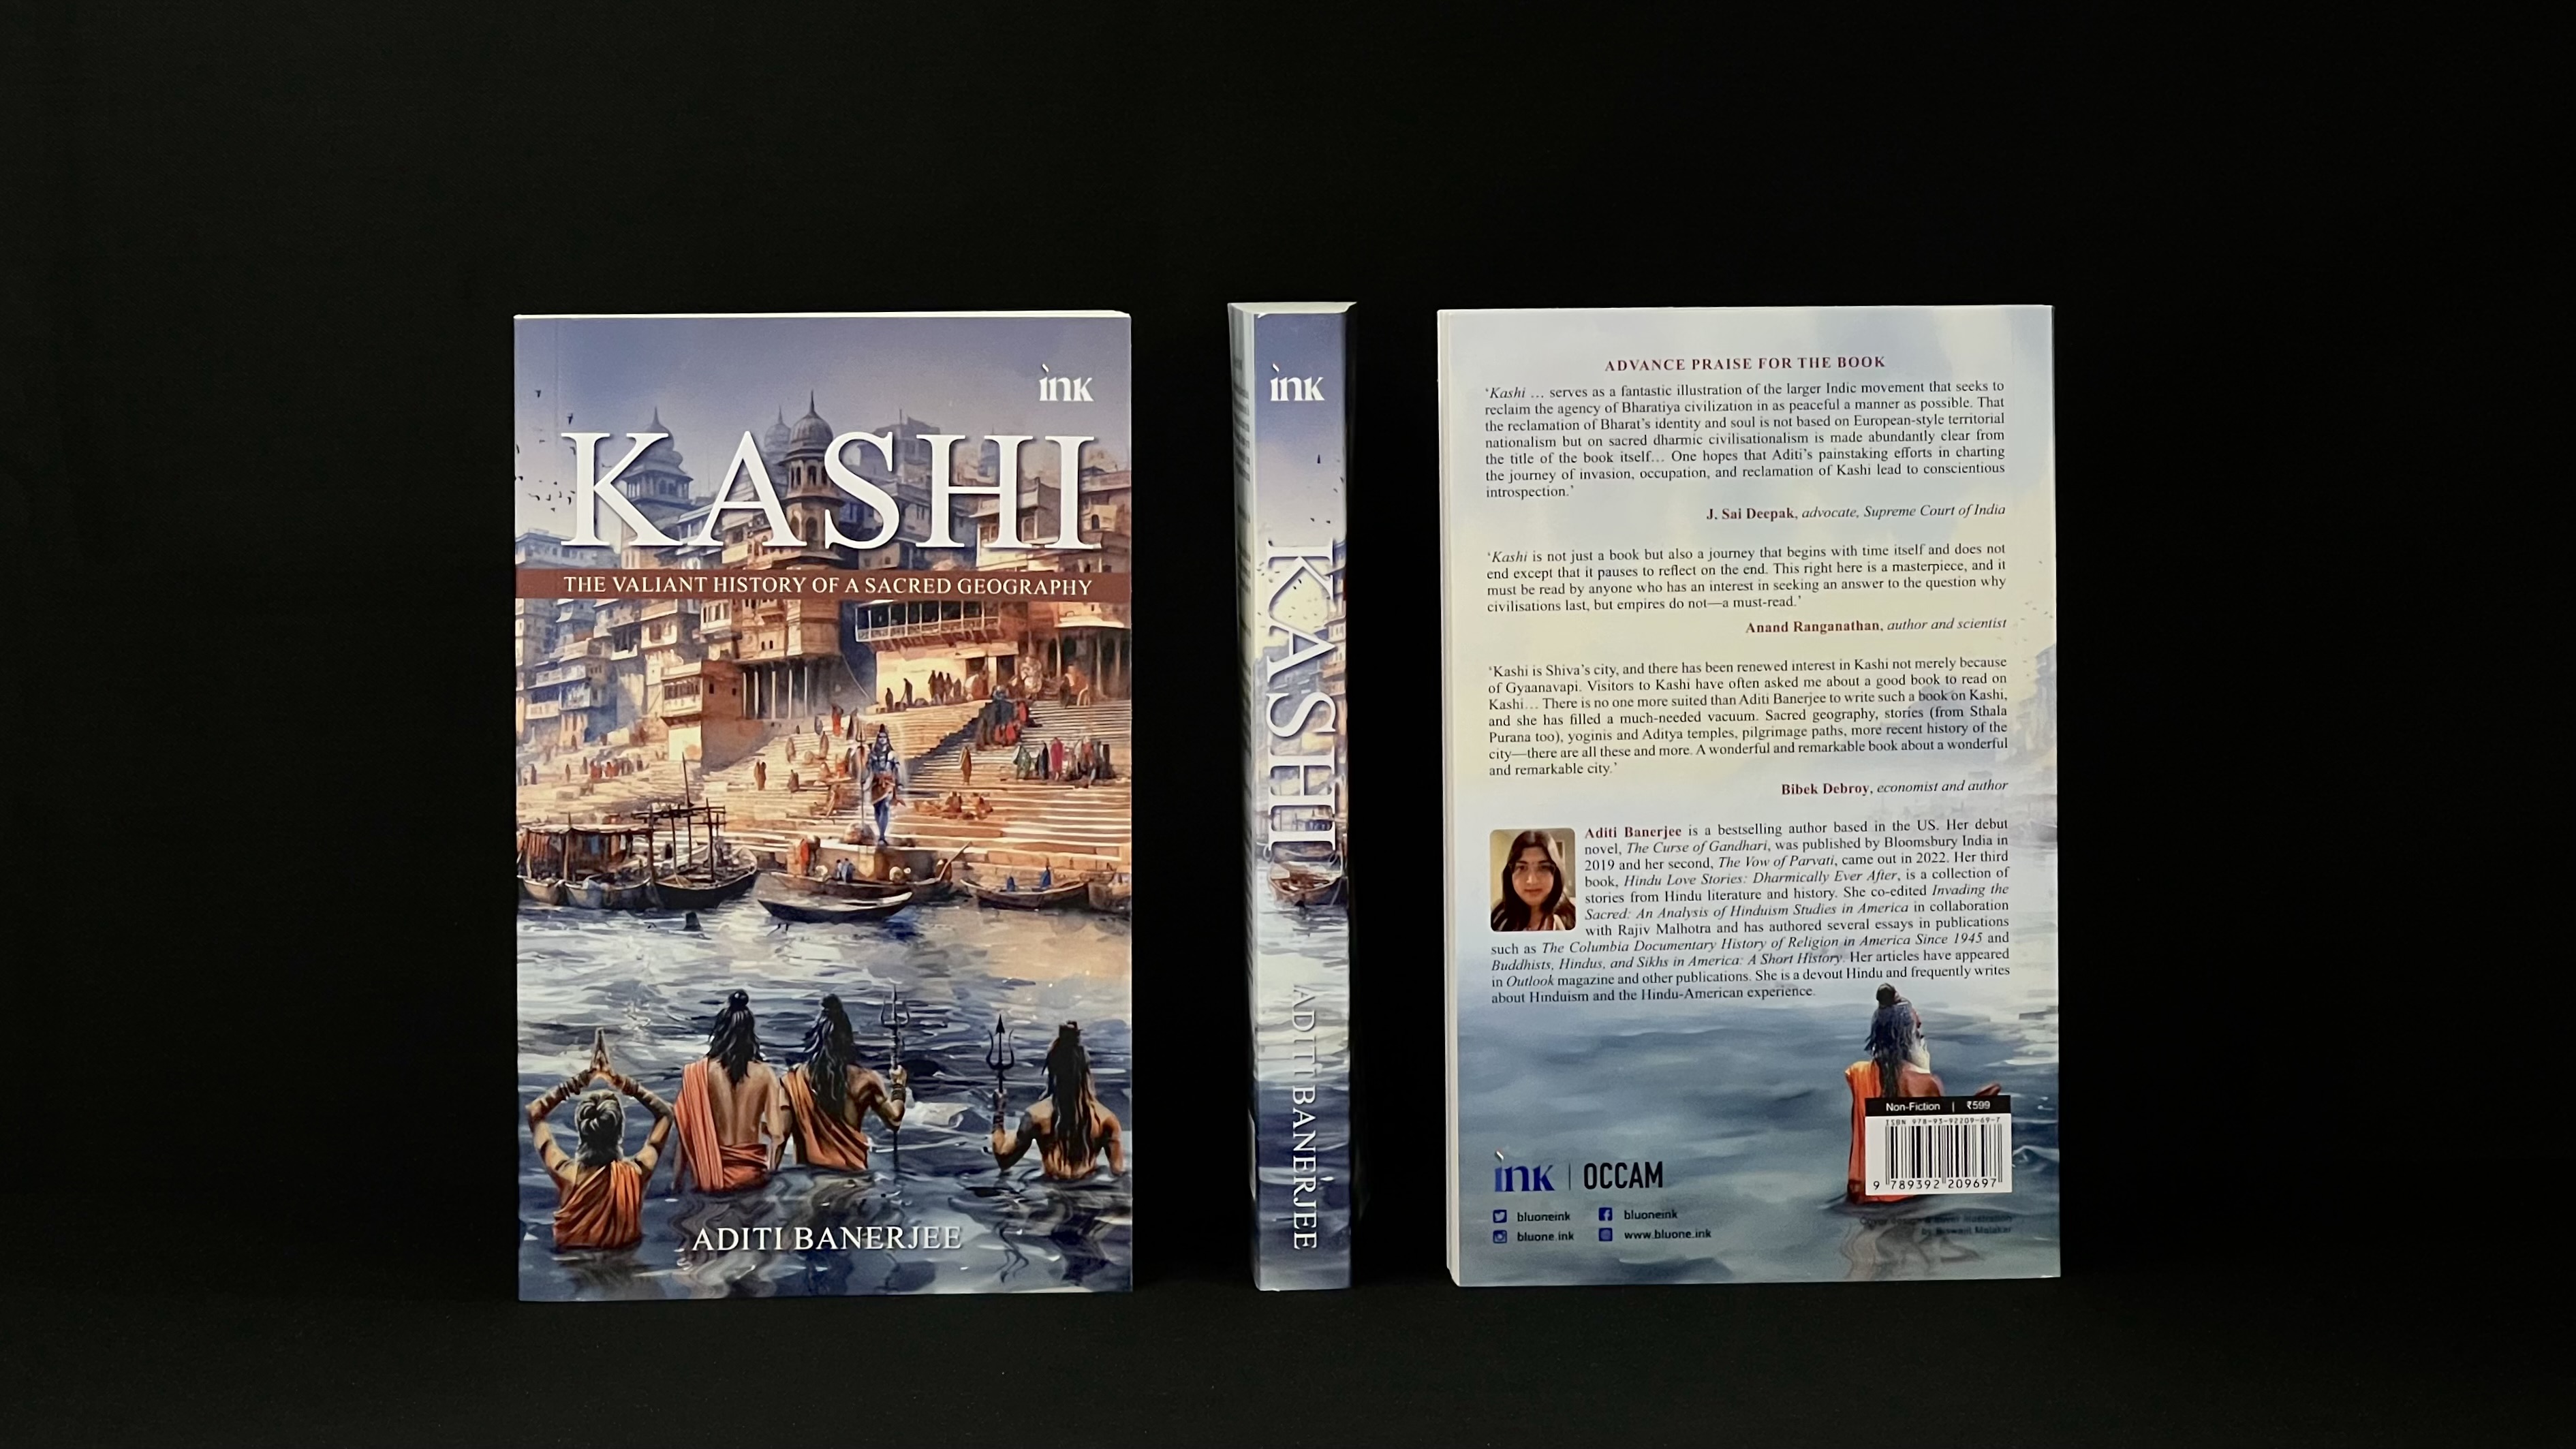 ink
KASHI
THE VALIANT HISTORY OF A SACRED GEOGRAPHY
ADITI BANERJEE
ink
KASHI
ADITI BANERJEE
ADVANCE PRAISE FOR THE BOOK
‘Kashi … serves as a fantastic illustration of the larger Indic movement that seeks to
reclaim the agency of Bharatiya civilization in as peaceful a manner as possible. That
the reclamation of Bharat’s identity and soul is not based on European-style territorial
nationalism but on sacred dharmic civilisationalism is made abundantly clear from
the title of the book itself… One hopes that Aditi’s painstaking efforts in charting
the journey of invasion, occupation, and reclamation of Kashi lead to conscientious
introspection.’
J. Sai Deepak, advocate, Supreme Court of India
‘Kashi is not just a book but also a journey that begins with time itself and does not
end except that it pauses to reflect on the end. This right here is a masterpiece, and it
must be read by anyone who has an interest in seeking an answer to the question why
civilisations last, but empires do not—a must-read.’
Anand Ranganathan, author and scientist
‘Kashi is Shiva’s city, and there has been renewed interest in Kashi not merely because
of Gyaanavapi. Visitors to Kashi have often asked me about a good book to read on
Kashi… There is no one more suited than Aditi Banerjee to write such a book on Kashi,
and she has filled a much-needed vacuum. Sacred geography, stories (from Sthala
Purana too), yoginis and Aditya temples, pilgrimage paths, more recent history of the
city—there are all these and more. A wonderful and remarkable book about a wonderful
and remarkable city.’
Bibek Debroy, economist and author
Aditi Banerjee is a bestselling author based in the US. Her debut
novel, The Curse of Gandhari, was published by Bloomsbury India in
2019 and her second, The Vow of Parvati, came out in 2022. Her third
book, Hindu Love Stories: Dharmically Ever After, is a collection of
stories from Hindu literature and history. She co-edited Invading the
Sacred: An Analysis of Hinduism Studies in America in collaboration
with Rajiv Malhotra and has authored several essays in publications
such as The Columbia Documentary History of Religion in America Since 1945 and
Buddhists, Hindus, and Sikhs in America: A Short History. Her articles have appeared
in Outlook magazine and other publications. She is a devout Hindu and frequently writes
about Hinduism and the Hindu-American experience.
Non-Fiction | ₹599
ISBN 978-93-92209-69-7
9 789392 209697
ink | OCCAM
bluoneink
bluoneink
bluone.ink
www.bluone.ink